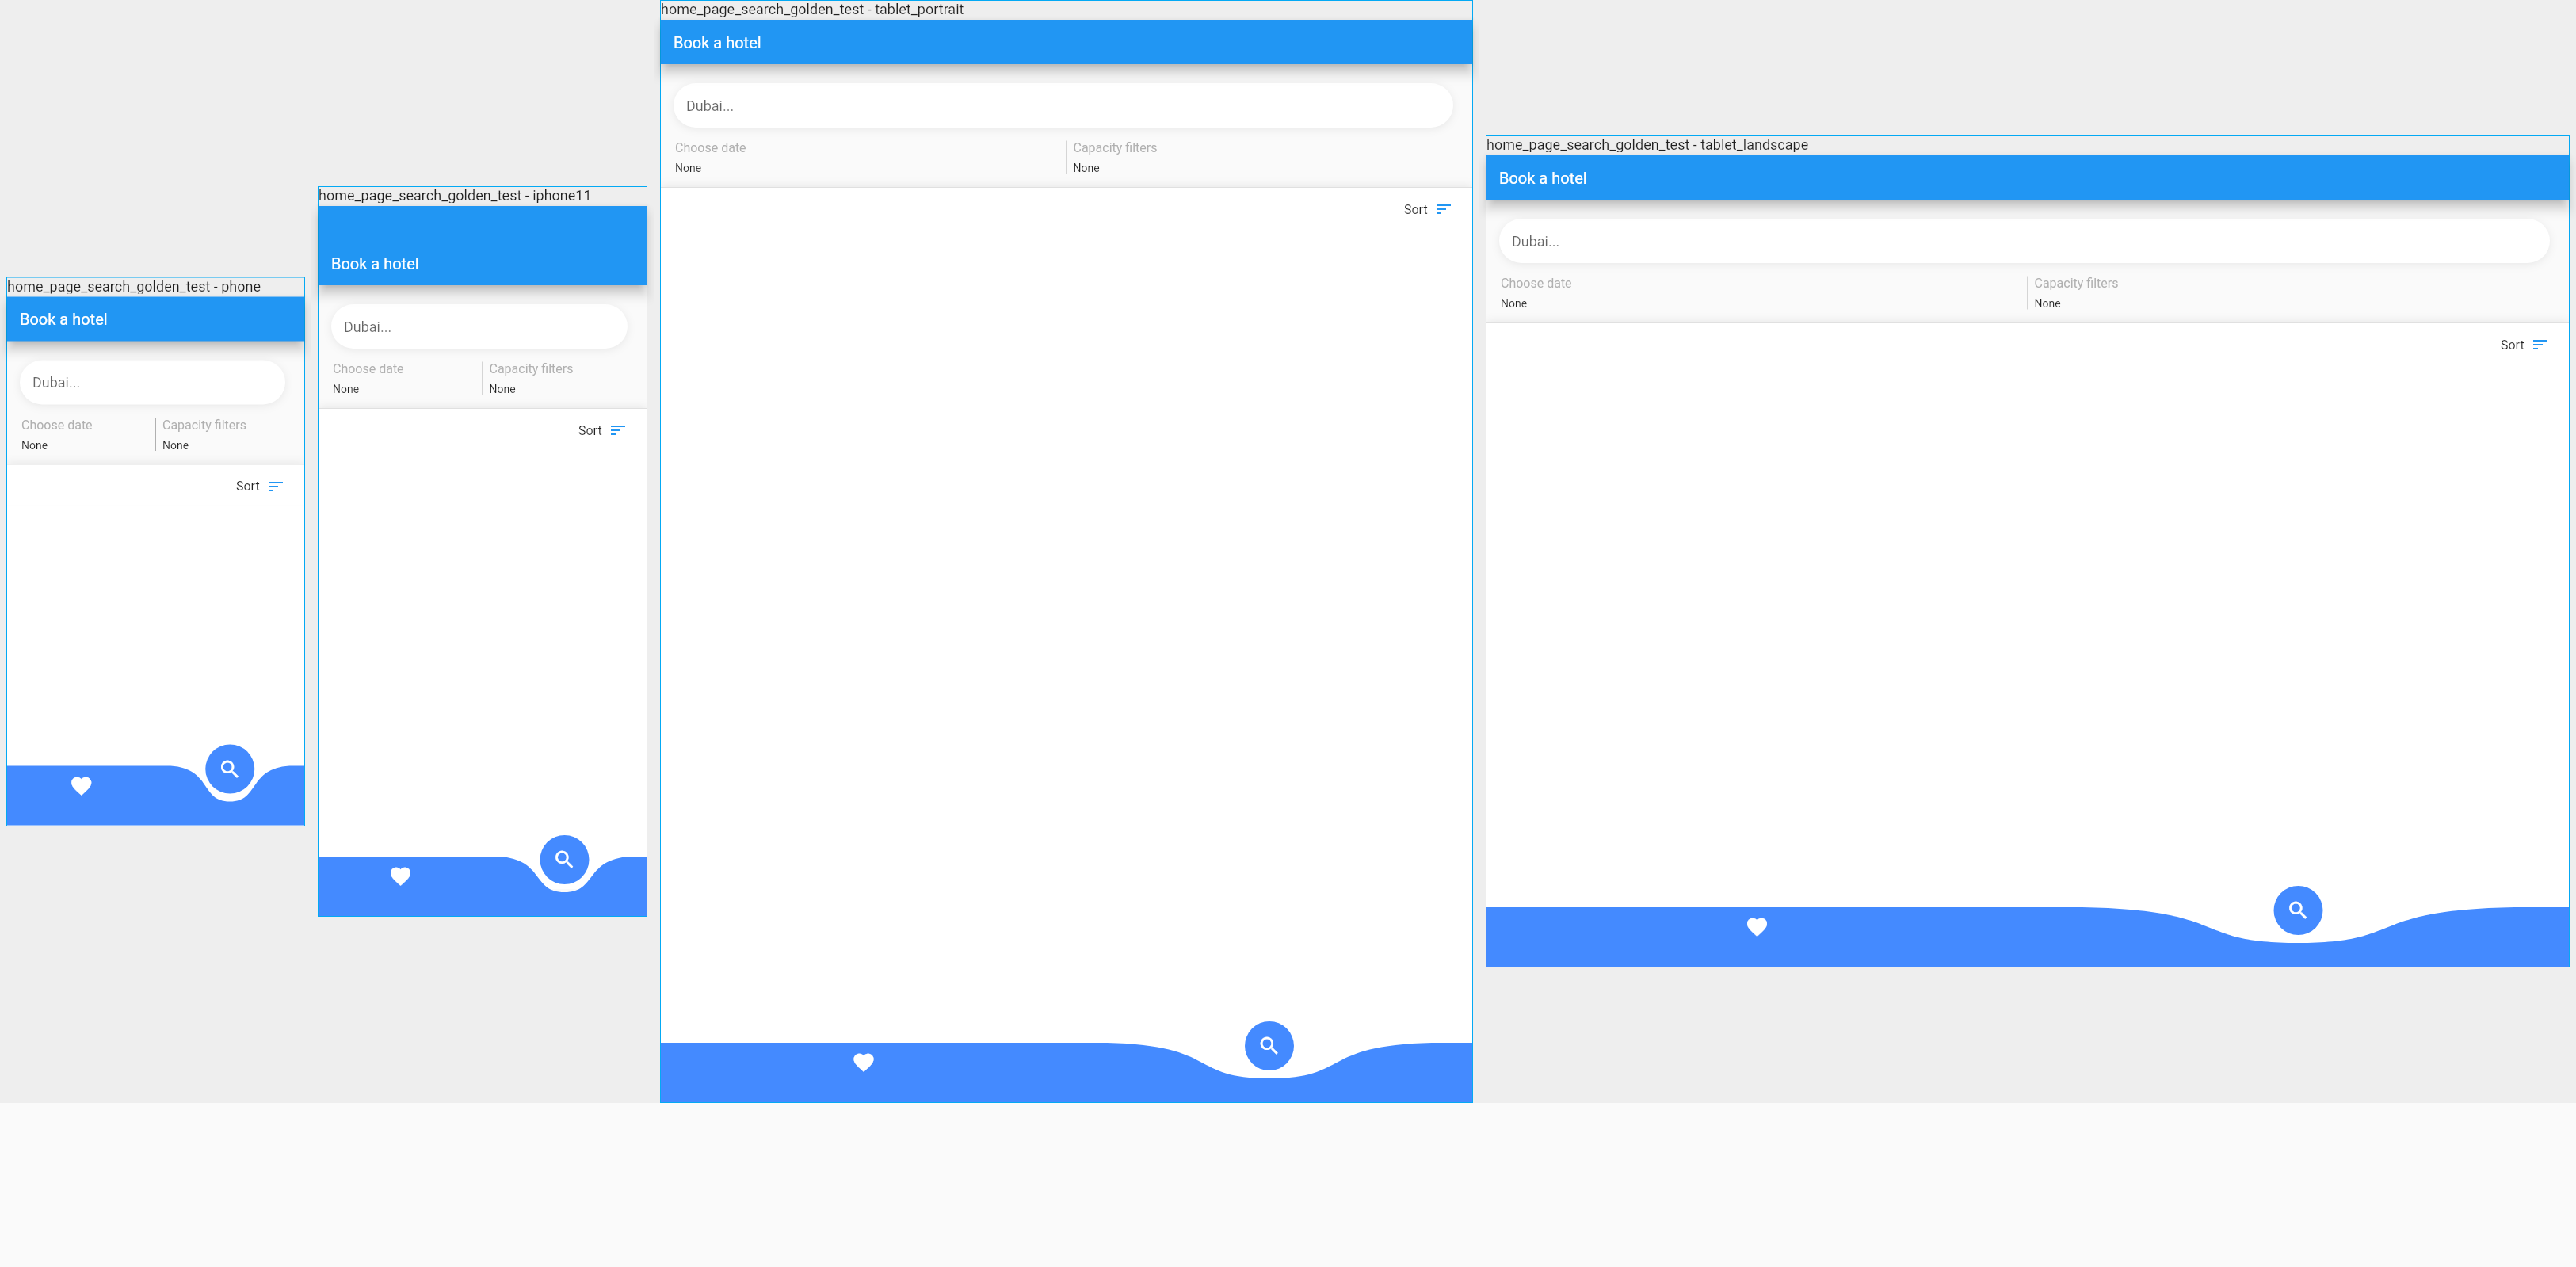 home_page_search_golden_test - phone
Book a hotel
Dubai...
Choose date
Capacity filters
None
None
Sort
home_page_search_golden_test - iphone11
Book a hotel
Dubai...
Choose date
Capacity filters
None
None
Sort
home_page_search_golden_test - tablet_portrait
Book a hotel
Dubai...
Choose date
Capacity filters
None
None
Sort
home_page_search_golden_test - tablet_landscape
Book a hotel
Dubai...
Choose date
Capacity filters
None
None
Sort